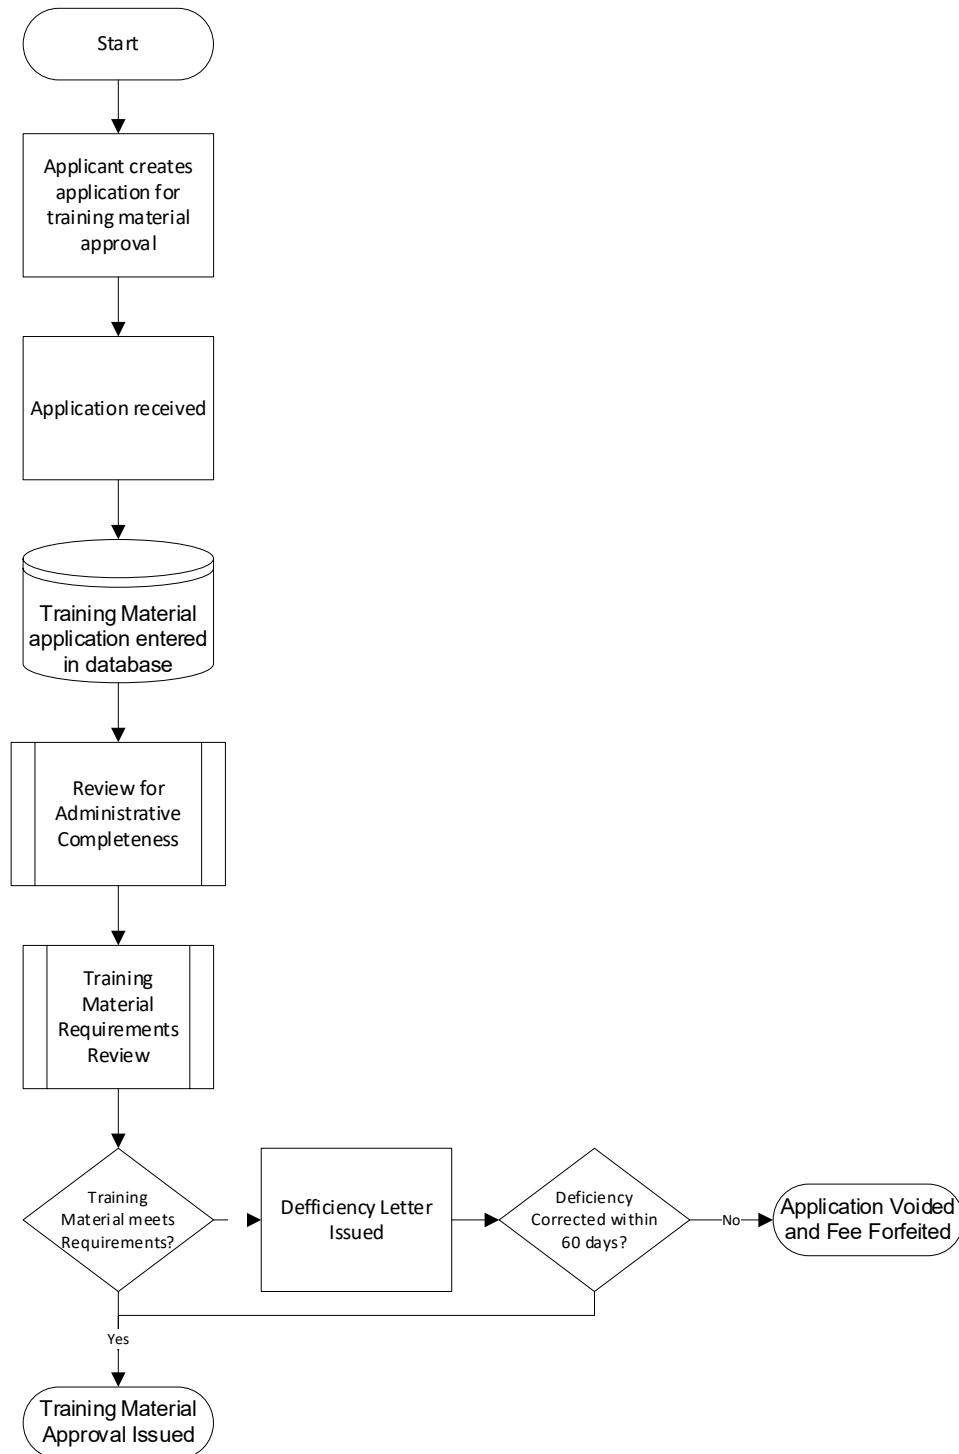 Start
Applicant creates
application for
training material
approval
Application received
Training Material
application entered
in database
Review for
Administrative
Completeness
Training
Material
Requirements
Review
Training
Material meets
Requirements?
Defficiency Letter
Issued
Deficiency
Corrected within
60 days?
No
Application Voided
and Fee Forfeited
Yes
Training Material
Approval Issued